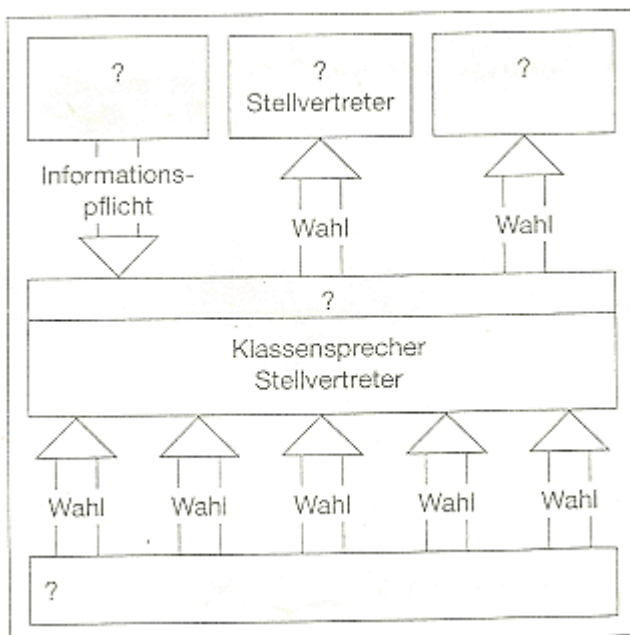 ?
?
Stellvertreter
?
Informations-
pflicht
Wahl
Wahl
?
Klassensprecher
Stellvertreter
Wahl
Wahl
Wahl
Wahl
Wahl
?